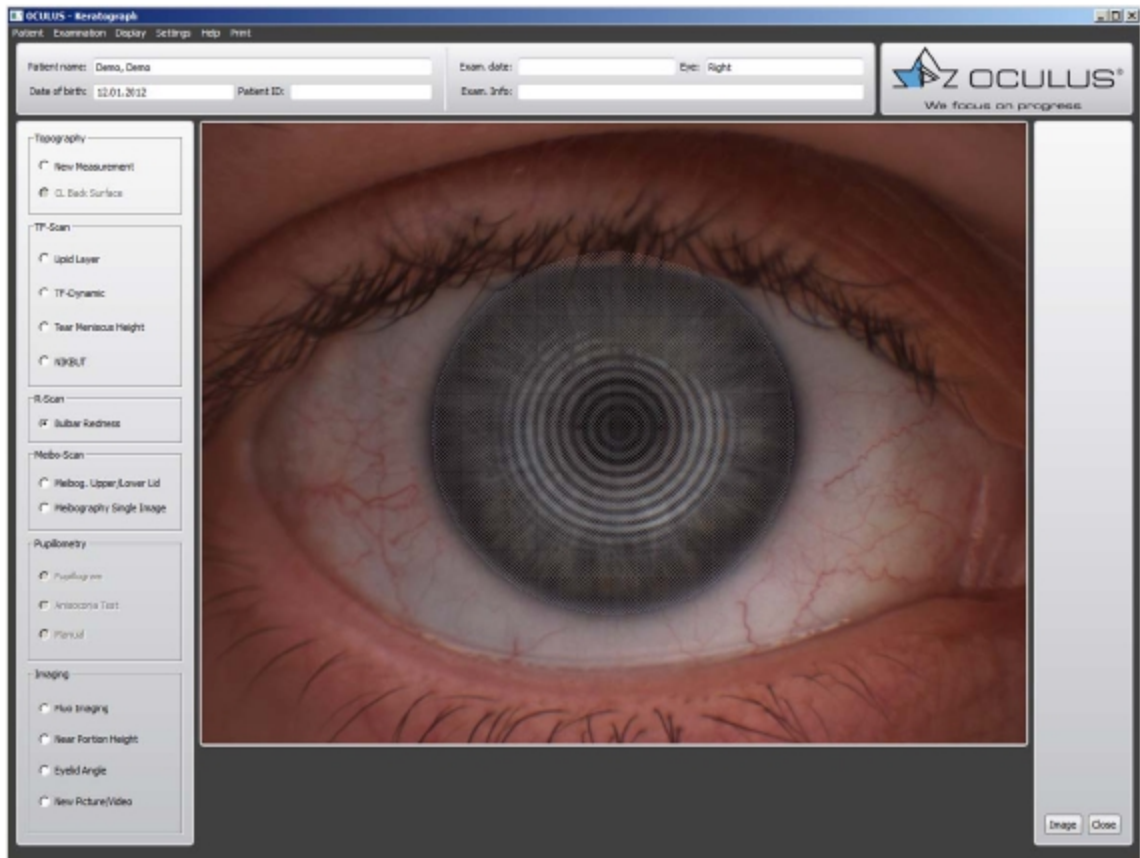 OCULUS - Keratograph
Patient Examination Display Settings Help Print
Patient name: Demo, Demo
Date of birth: 12.01.2012 Patient ID:
Exam. date: Eye: Right
Exam. Info:
OCULUS®
We focus on progress
Topography
New Measurement
CL Back Surface
TF-Scan
Lipid Layer
TF-Dynamic
Tear Meniscus Height
NIKBUT
R-Scan
Bulbar Redness
Meibo-Scan
Meibog. Upper/Lower Lid
Meibography Single Image
Pupillometry
Anisocoria Test
Manual
Imaging
Fluo Imaging
Near Portion Height
Eyelid Angle
New Picture/Video
Image Close